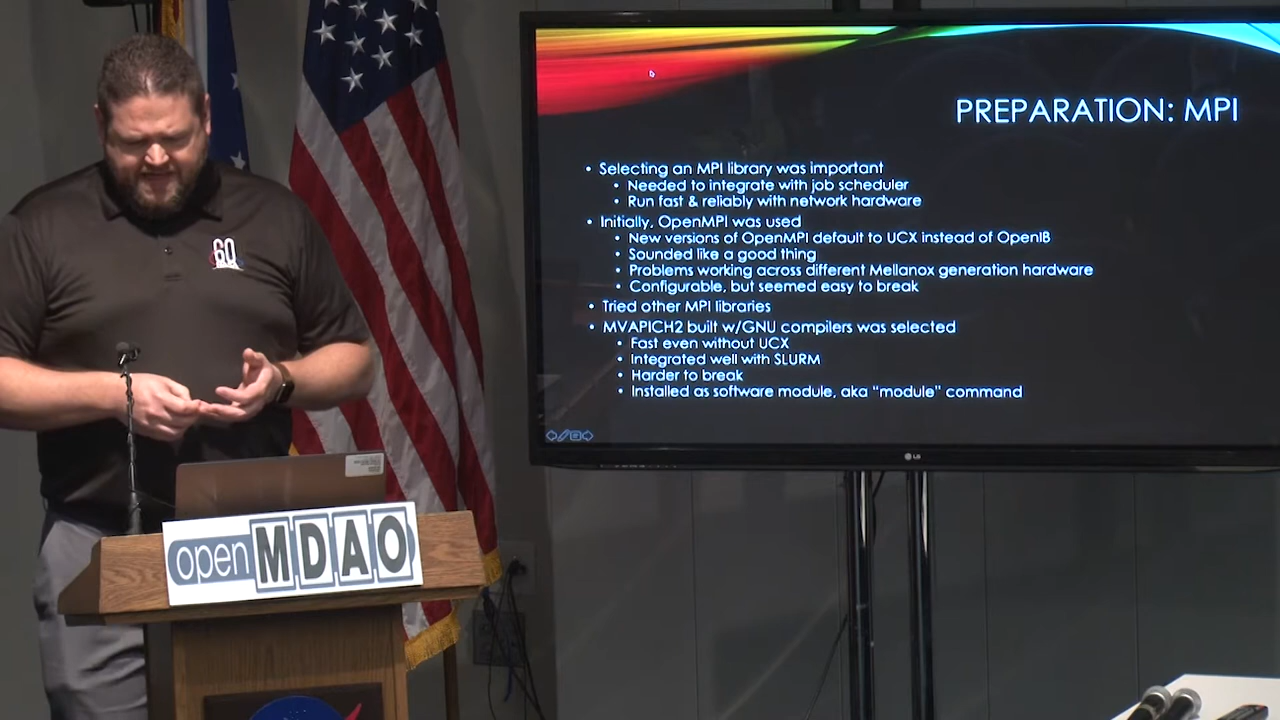 PREPARATION: MPI
• Selecting an MPI library was important
• Needed to integrate with job scheduler
• Run fast & reliably with network hardware
• Initially, OpenMPI was used
• New versions of OpenMPI default to UCX instead of OpenIB
• Sounded like a good thing
• Problems working across different Mellanox generation hardware
• Configurable, but seemed easy to break
• Tried other MPI libraries
• MVAPICH2 built w/GNU compilers was selected
• Fast even without UCX
• Integrated well with SLURM
• Harder to break
• Installed as software module, aka “module” command
LG
60
open MDAO